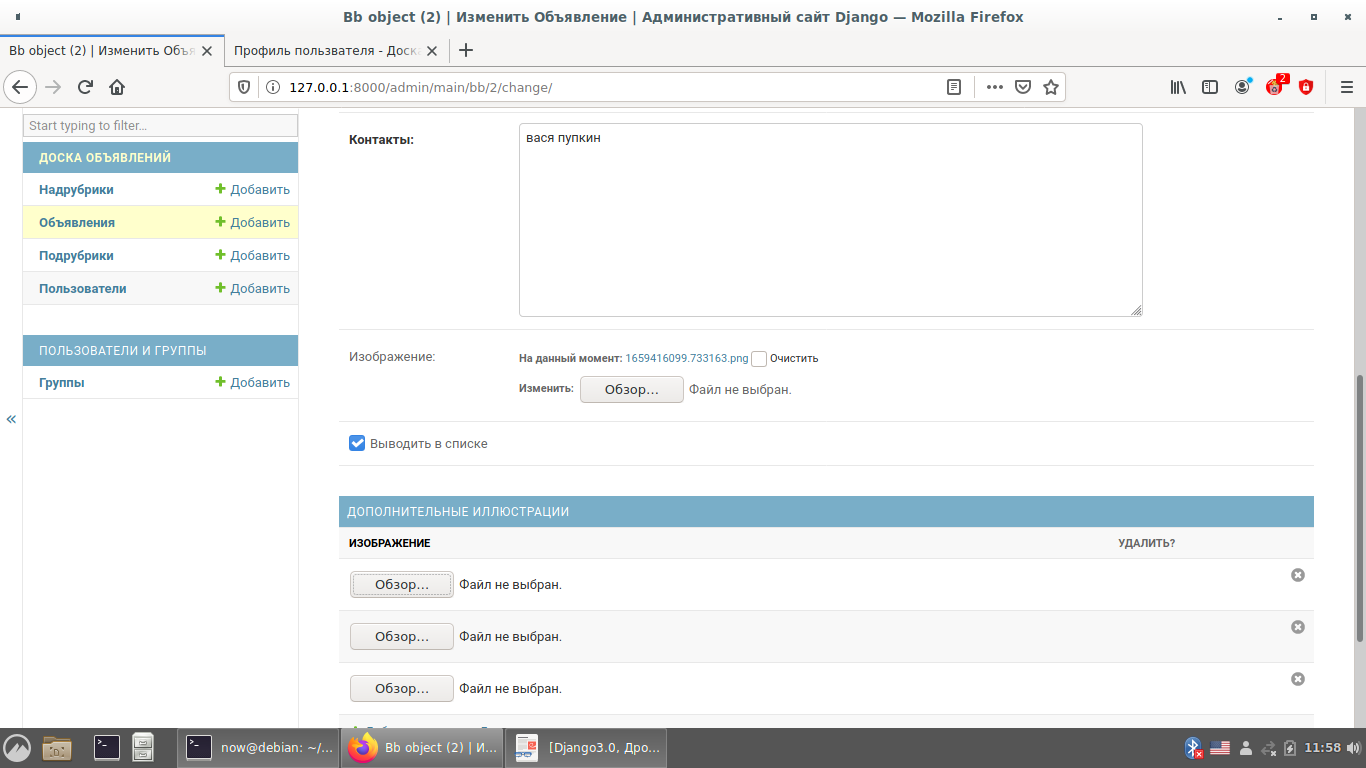 Bb object (2) | Изменить Объявление | Административный сайт Django — Mozilla Firefox
Bb object (2) | Изменить Объя
Профиль пользвателя - Доск
127.0.0.1:8000/admin/main/bb/2/change/
2
Start typing to filter…
ДОСКА ОБЪЯВЛЕНИЙ
Надрубрики Добавить
Объявления Добавить
Подрубрики Добавить
Пользователи Добавить
ПОЛЬЗОВАТЕЛИ И ГРУППЫ
Группы Добавить
«
Контакты:
вася пупкин
Изображение:
На данный момент: 1659416099.733163.png Очистить
Изменить: Обзор… Файл не выбран.
Выводить в списке
ДОПОЛНИТЕЛЬНЫЕ ИЛЛЮСТРАЦИИ
ИЗОБРАЖЕНИЕ УДАЛИТЬ?
Обзор… Файл не выбран.
Обзор… Файл не выбран.
Обзор… Файл не выбран.
now@debian: ~/...
Bb object (2) | И...
[Django3.0, Дро...
11:58